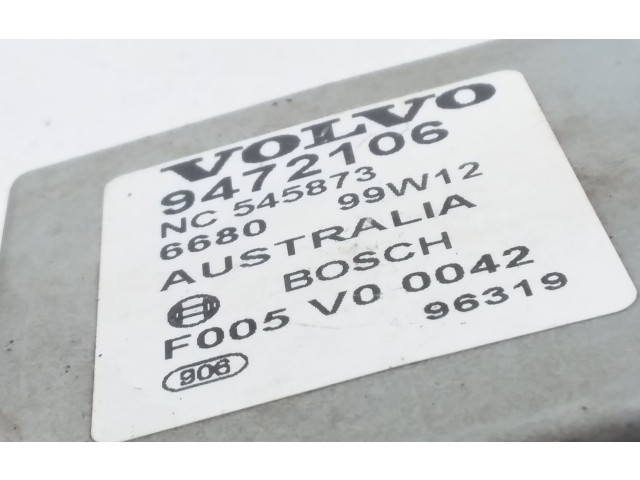 VOLVO
9472106
NC 545873
6680 99W12
AUSTRALIA
BOSCH
F005 V0 0042
906 96319